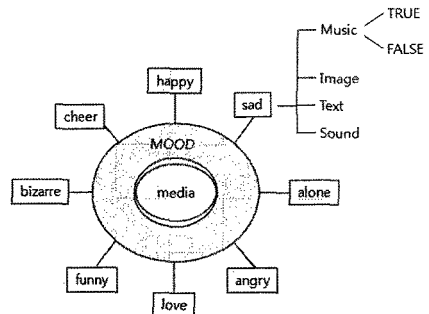 TRUE
Music
FALSE
happy
Image
sad
Text
cheer
Sound
MOOD
bizarre
media
alone
funny
angry
love